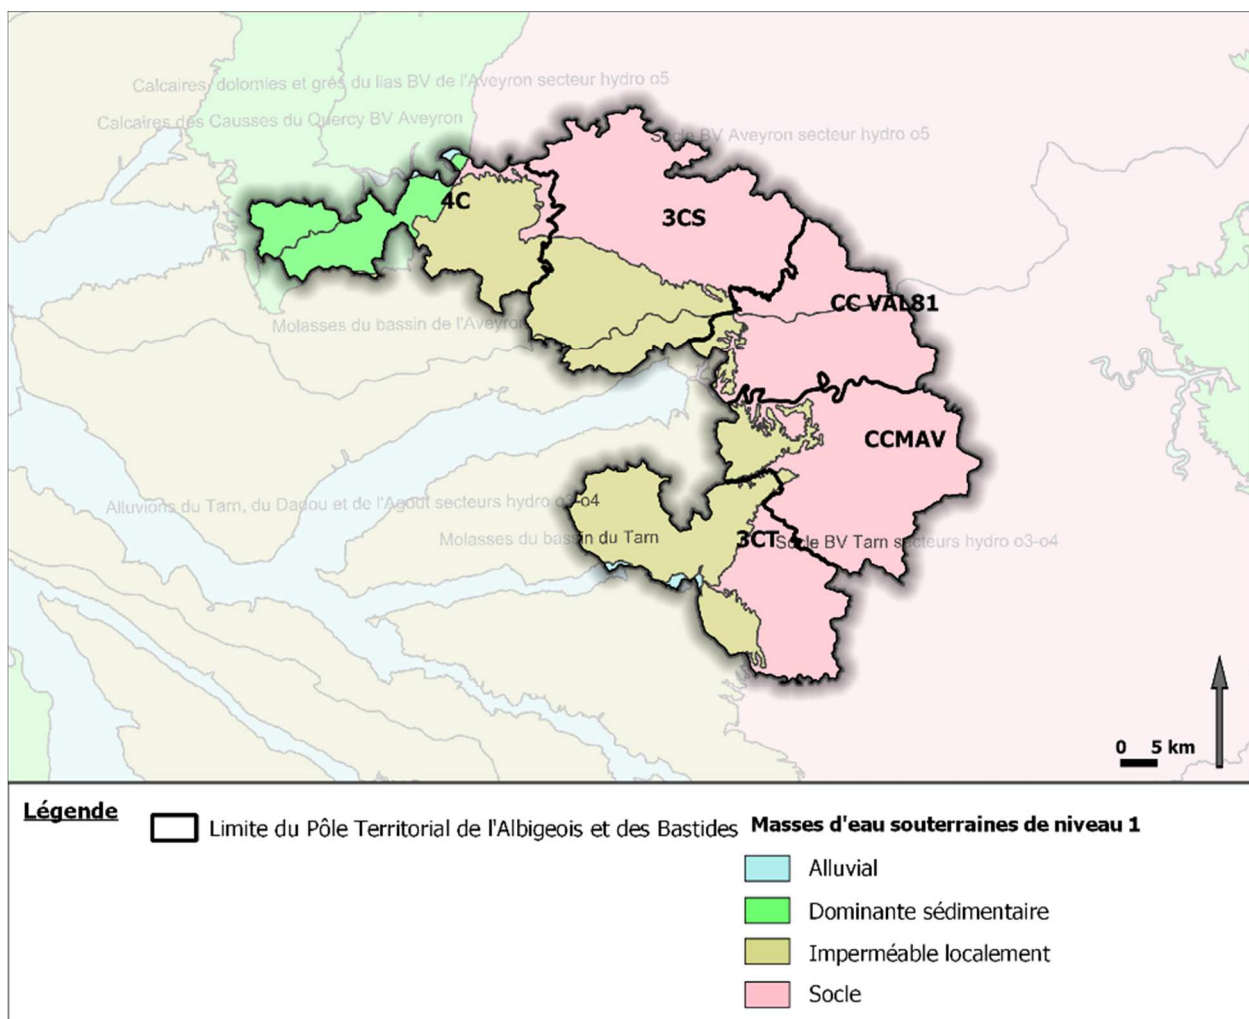 Calcaires, dolomies et grès du lias BV de l'Aveyron secteur hydro o5
Calcaires des Causses du Quercy BV Aveyron
Socle BV Aveyron secteur hydro o5
4C
3CS
CC VAL81
Molasses du bassin de l'Aveyron
CCMAV
Alluvions du Tarn, du Dadou et de l'Agout secteurs hydro o3-o4
Molasses du bassin du Tarn
3CT
Socle BV Tarn secteurs hydro o3-o4
0 5 km
Légende
Limite du Pôle Territorial de l'Albigeois et des Bastides
Masses d'eau souterraines de niveau 1
Alluvial
Dominante sédimentaire
Imperméable localement
Socle